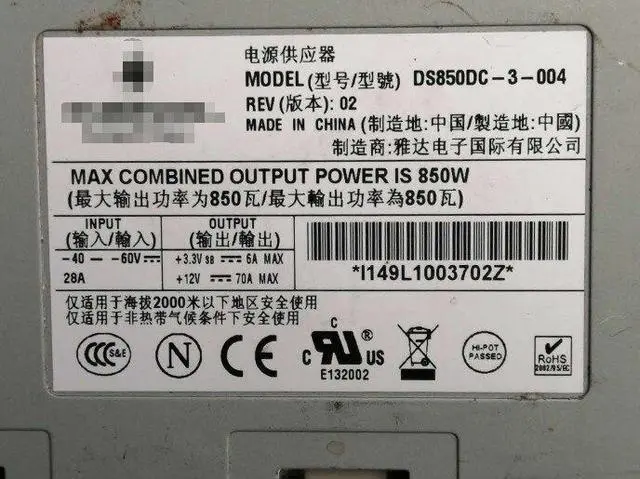 电源供应器
MODEL (型号/型號) DS850DC-3-004
REV (版本): 02
MADE IN CHINA (制造地:中国/製造地:中國)
制造商:雅达电子国际有限公司
MAX COMBINED OUTPUT POWER IS 850W
(最大输出功率为850瓦/最大輸出功率為850瓦)
INPUT
(输入/輸入)
-40 - -60V
28A
OUTPUT
(输出/輸出)
+3.3V SB 6A MAX
+12V 70A MAX
*I149L1003702Z*
仅适用于海拔2000米以下地区安全使用
仅适用于非热带气候条件下安全使用
CCC S&E
N
CE
C RU ® US
C
E132002
HI-POT
PASSED
RoHS
2002/95/EC